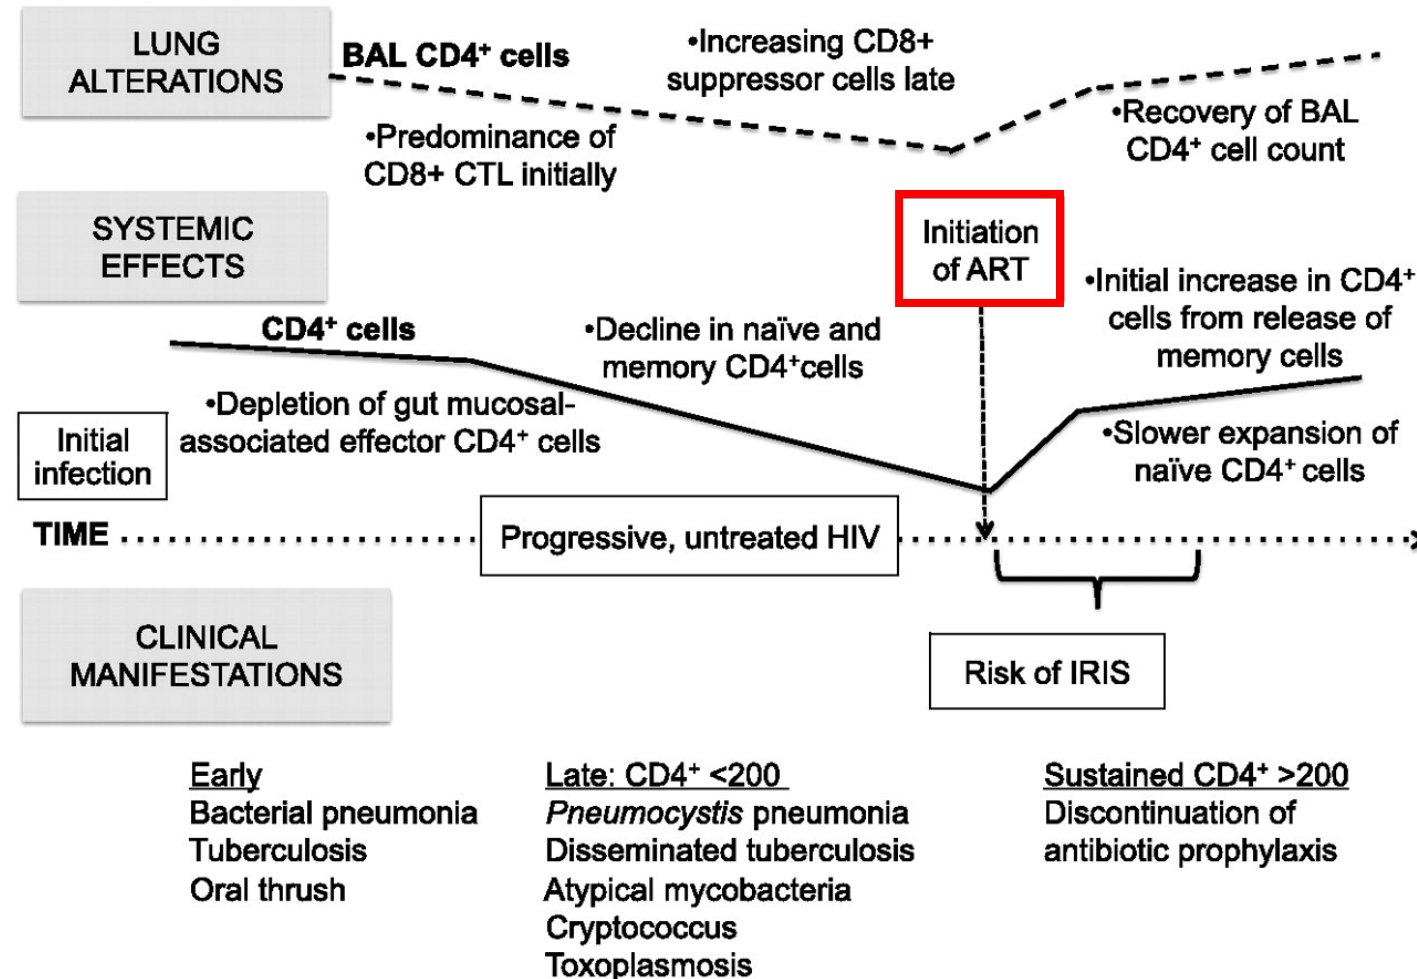 LUNG
ALTERATIONS
BAL CD4⁺ cells
•Increasing CD8+
suppressor cells late
•Predominance of
CD8+ CTL initially
•Recovery of BAL
CD4⁺ cell count
SYSTEMIC
EFFECTS
Initiation
of ART
CD4⁺ cells
•Decline in naïve and
memory CD4⁺cells
•Initial increase in CD4⁺
cells from release of
memory cells
•Depletion of gut mucosal-
associated effector CD4⁺ cells
•Slower expansion of
naïve CD4⁺ cells
Initial
infection
TIME
Progressive, untreated HIV
CLINICAL
MANIFESTATIONS
Risk of IRIS
Early
Bacterial pneumonia
Tuberculosis
Oral thrush
Late: CD4⁺ <200
Pneumocystis pneumonia
Disseminated tuberculosis
Atypical mycobacteria
Cryptococcus
Toxoplasmosis
Sustained CD4⁺ >200
Discontinuation of
antibiotic prophylaxis